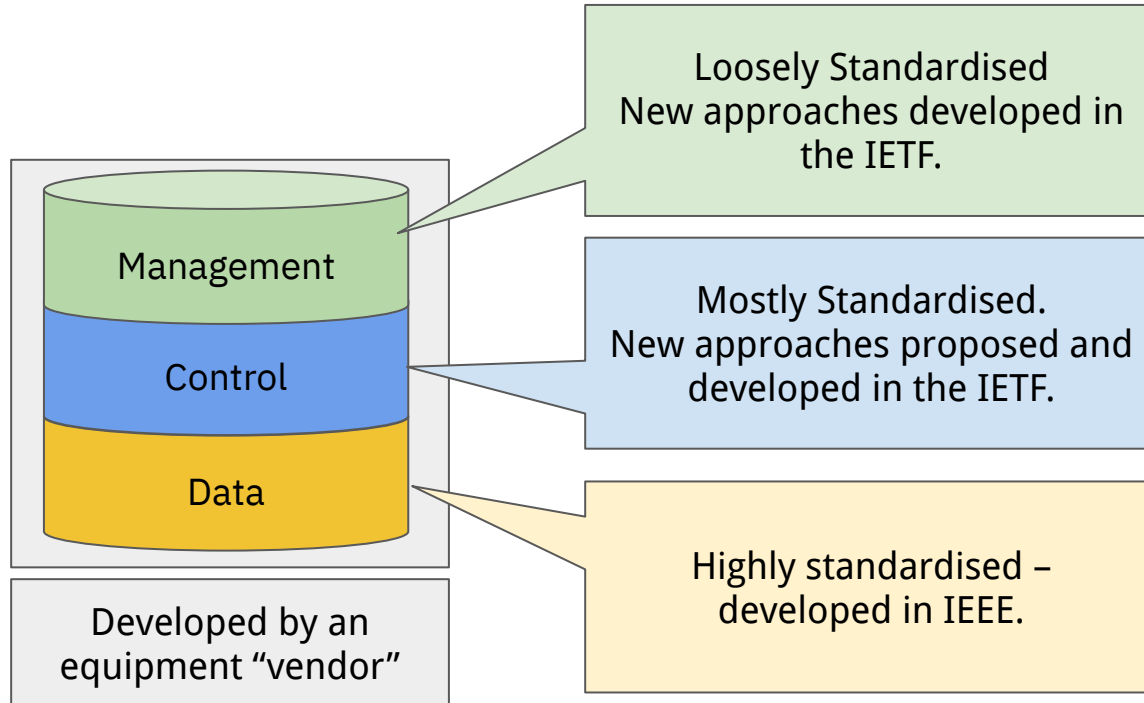 Loosely Standardised
New approaches developed in
the IETF.
Management
Mostly Standardised.
New approaches proposed and
developed in the IETF.
Control
Data
Highly standardised –
developed in IEEE.
Developed by an
equipment “vendor”